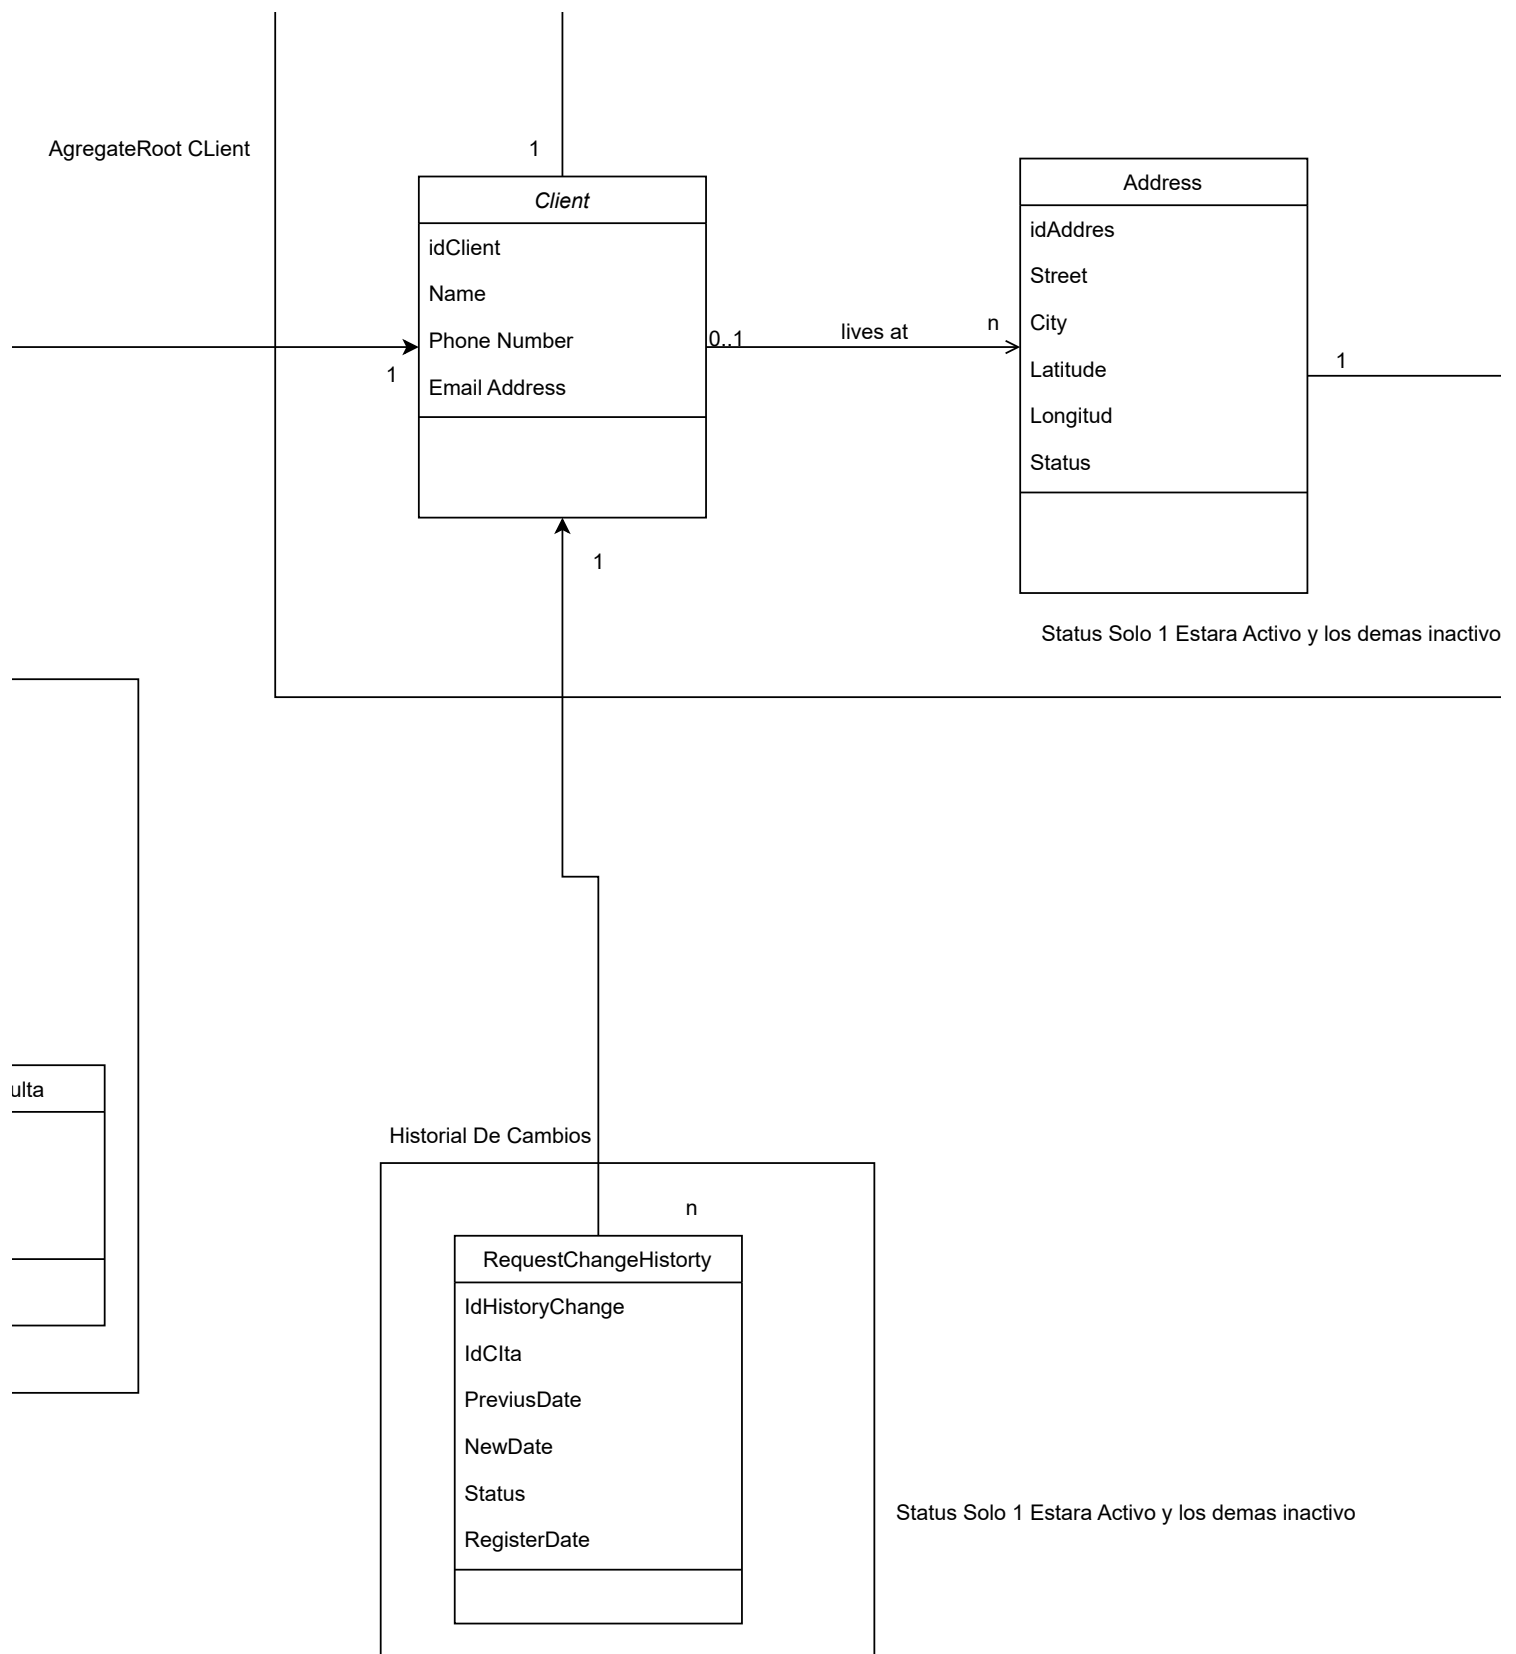 AgregateRoot CLient
1
Client
idClient
Name
Phone Number
Email Address
1
0..1
lives at
n
Address
idAddres
Street
City
Latitude
Longitud
Status
1
1
Status Solo 1 Estara Activo y los demas inactivo
ulta
Historial De Cambios
n
RequestChangeHistorty
IdHistoryChange
IdCIta
PreviusDate
NewDate
Status
RegisterDate
Status Solo 1 Estara Activo y los demas inactivo